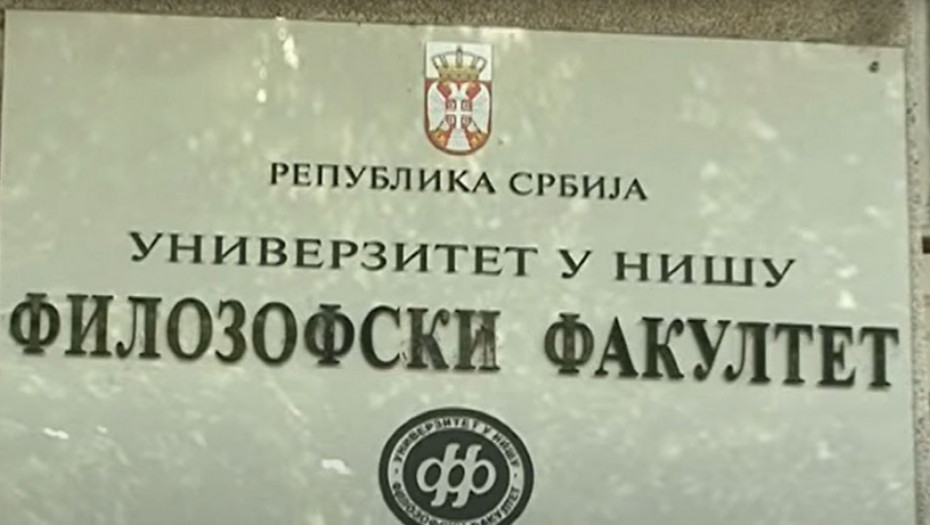 РЕПУБЛИКА СРБИЈА
УНИВЕРЗИТЕТ У НИШУ
ФИЛОЗОФСКИ ФАКУЛТЕТ
УНИВЕРЗИТЕТ У НИШУ
фф
ФИЛОЗОФСКИ ФАКУЛТЕТ